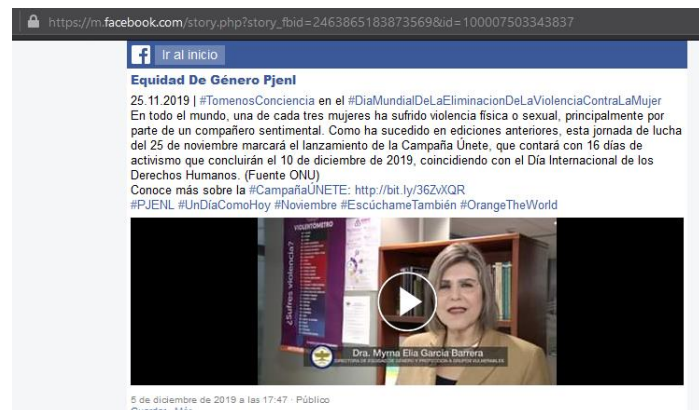 https://m.facebook.com/story.php?story_fbid=2463865183873569&id=100007503343837
Ir al inicio
Equidad De Género Pjenl
25.11.2019 | #TomenosConciencia en el #DiaMundialDeLaEliminacionDeLaViolenciaContraLaMujer
En todo el mundo, una de cada tres mujeres ha sufrido violencia física o sexual, principalmente por
parte de un compañero sentimental. Como ha sucedido en ediciones anteriores, esta jornada de lucha
del 25 de noviembre marcará el lanzamiento de la Campaña Únete, que contará con 16 días de
activismo que concluirán el 10 de diciembre de 2019, coincidiendo con el Día Internacional de los
Derechos Humanos. (Fuente ONU)
Conoce más sobre la #CampañaÚNETE: http://bit.ly/36ZvXQR
#PJENL #UnDíaComoHoy #Noviembre #EscúchameTambién #OrangeTheWorld
VIOLENTÓMETRO
¿Sufres violencia?
Dra. Myrna Elia García Barrera
DIRECTORA DE EQUIDAD DE GÉNERO Y PROTECCIÓN A GRUPOS VULNERABLES
5 de diciembre de 2019 a las 17:47 · Público
Guardar · Más